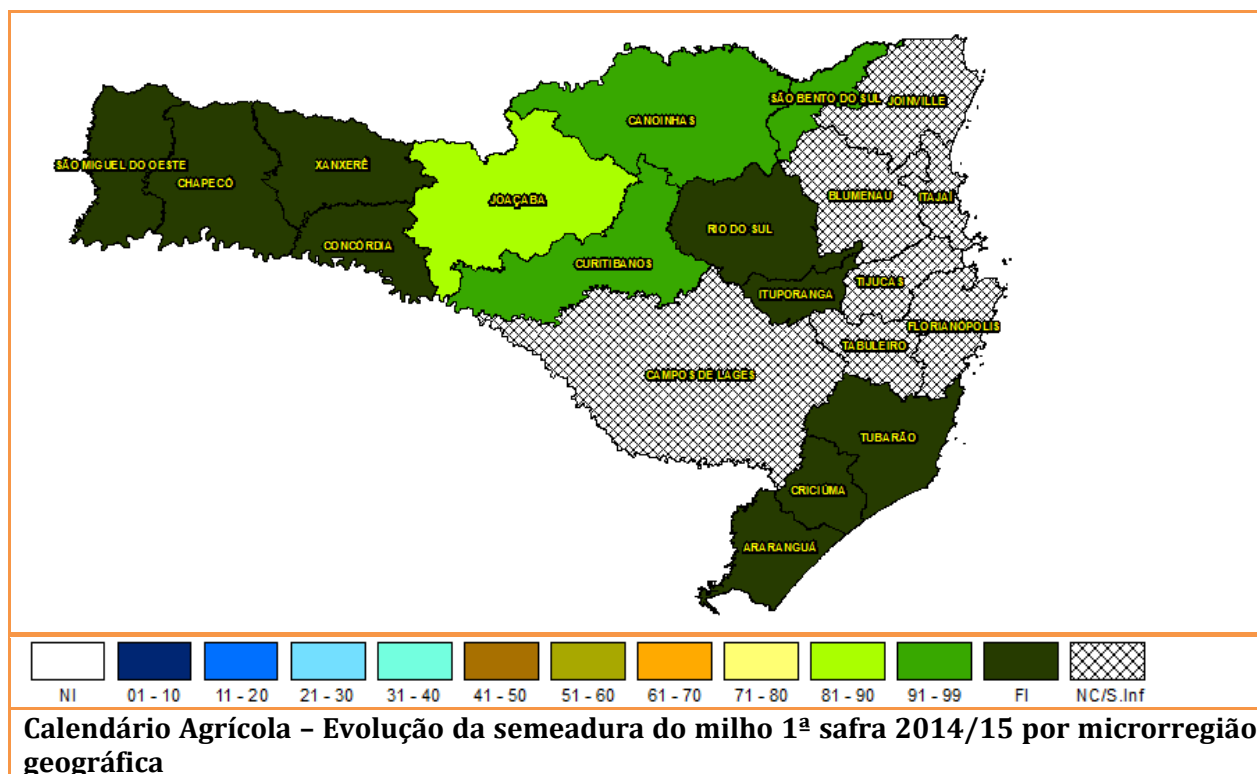 CANOINHAS
SÃO BENTO DO SUL
JOINVILLE
SÃO MIGUEL DO OESTE
XANXERÊ
CHAPECÓ
JOAÇABA
BLUMENAU
ITAJAÍ
RIO DO SUL
CONCÓRDIA
CURITIBANOS
ITUPORANGA
TIJUCAS
FLORIANÓPOLIS
TABULEIRO
CAMPOS DE LAGES
TUBARÃO
CRICIÚMA
ARARANGUÁ
NI
01 - 10
11 - 20
21 - 30
31 - 40
41 - 50
51 - 60
61 - 70
71 - 80
81 - 90
91 - 99
FI
NC/S.Inf
Calendário Agrícola – Evolução da semeadura do milho 1ª safra 2014/15 por microrregião
geográfica